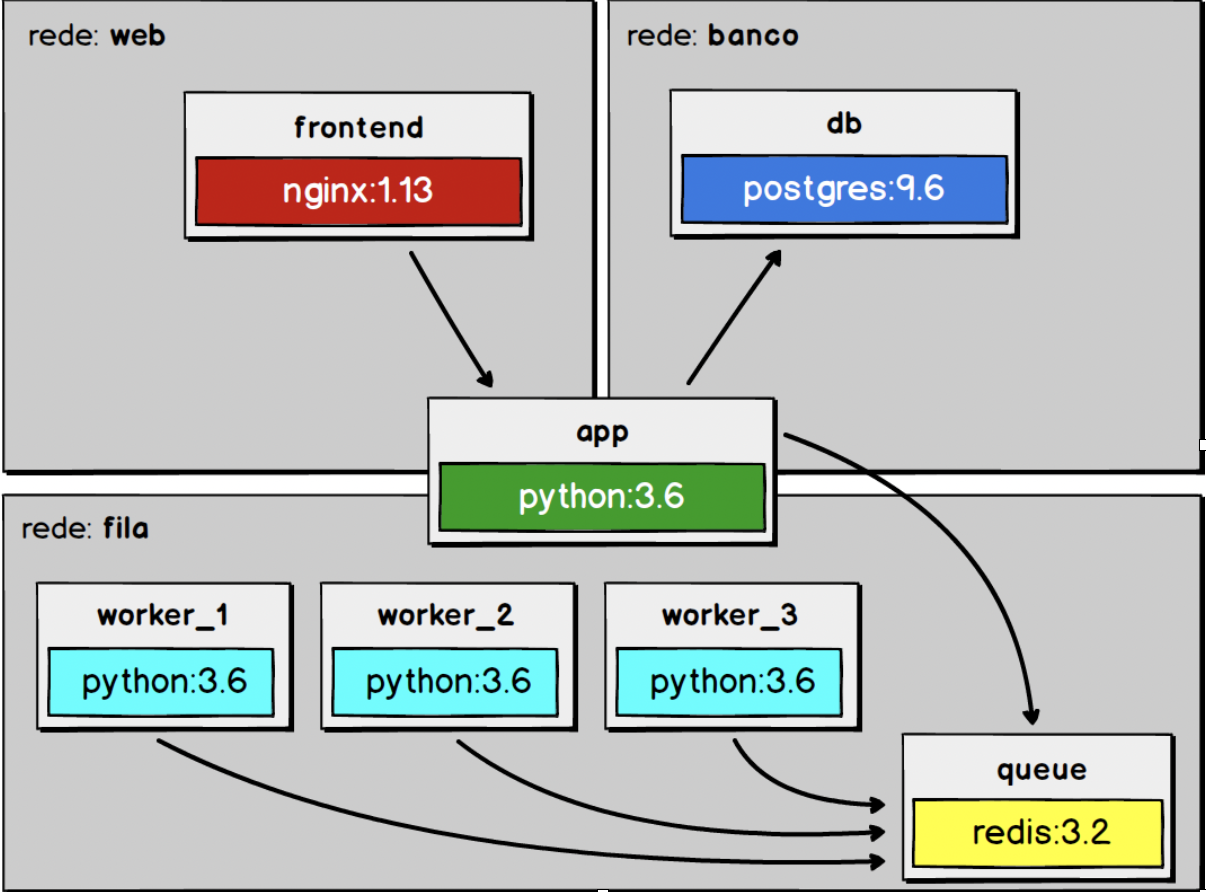 rede: web
frontend
nginx:1.13
rede: banco
db
postgres:9.6
app
python:3.6
rede: fila
worker_1
python:3.6
worker_2
python:3.6
worker_3
python:3.6
queue
redis:3.2